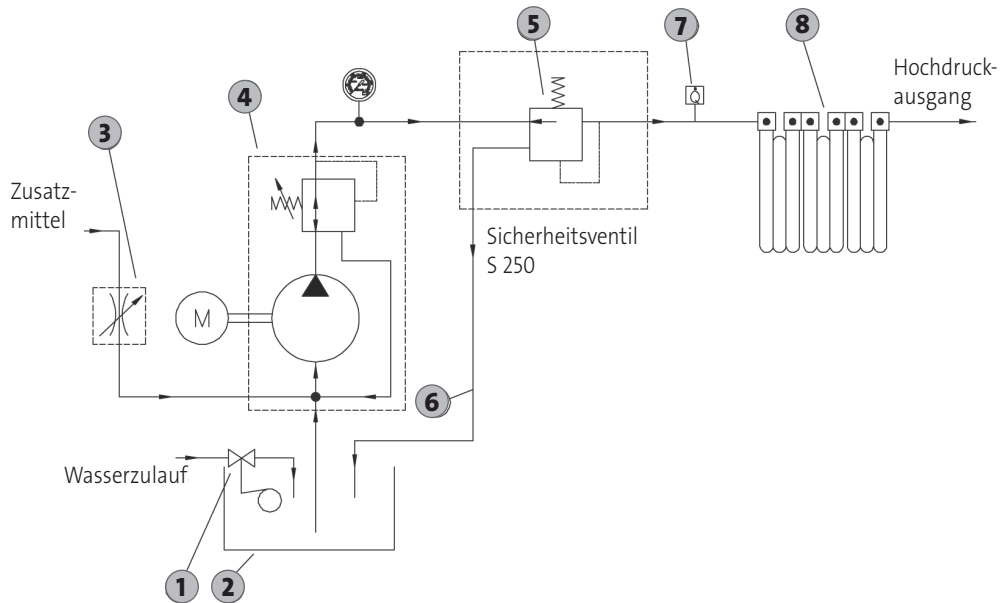 5
7
8
Hochdruck-
ausgang
4
3
Zusatz-
mittel
Sicherheitsventil
S 250
M
6
Wasserzulauf
1
2
Q